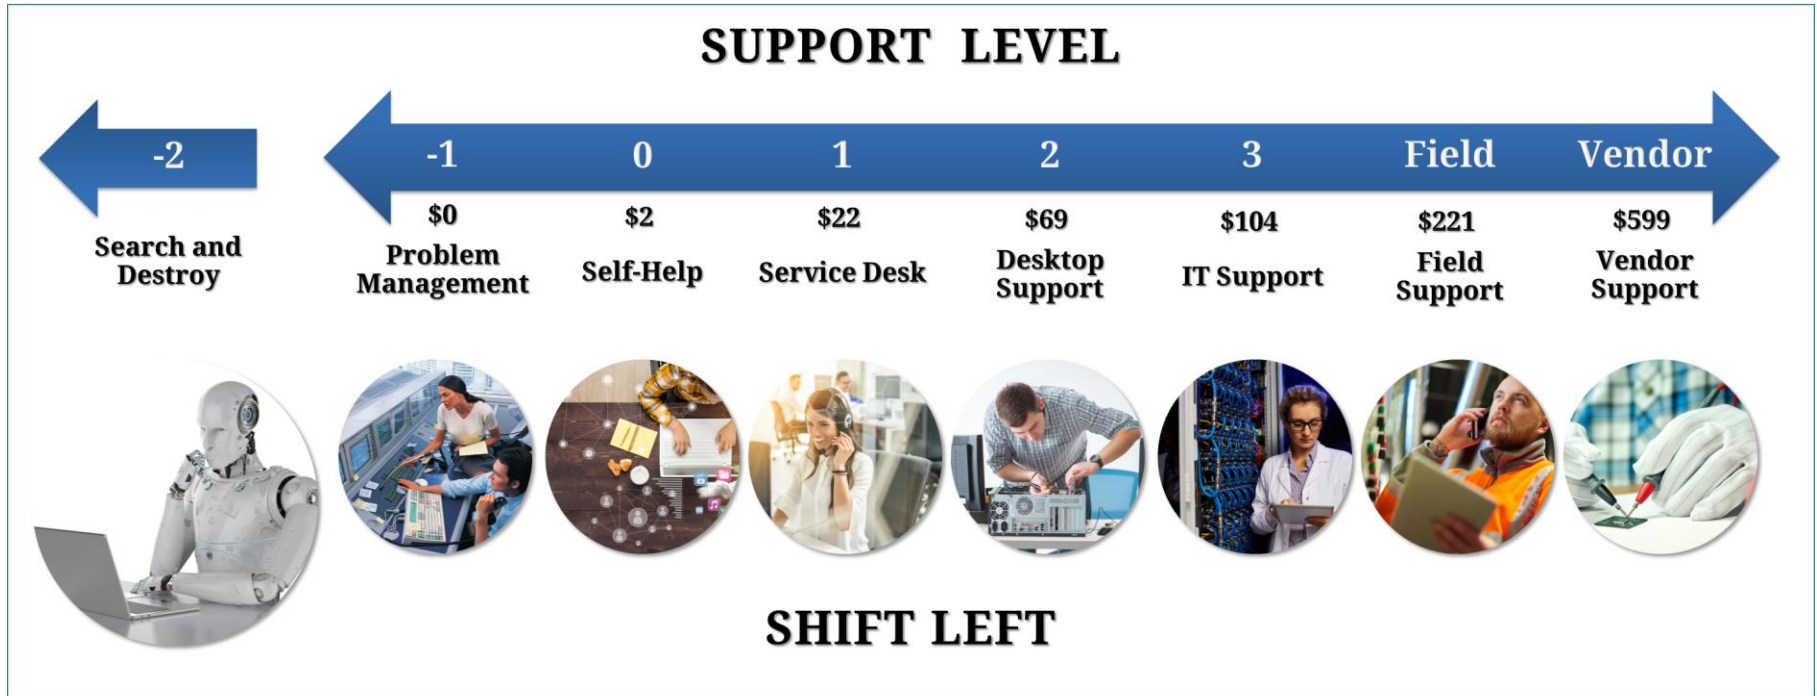 SUPPORT LEVEL
-2
-1
0
1
2
3
Field
Vendor
$0
$2
$22
$69
$104
$221
$599
Search and
Destroy
Problem
Management
Self-Help
Service Desk
Desktop
Support
IT Support
Field
Support
Vendor
Support
SHIFT LEFT